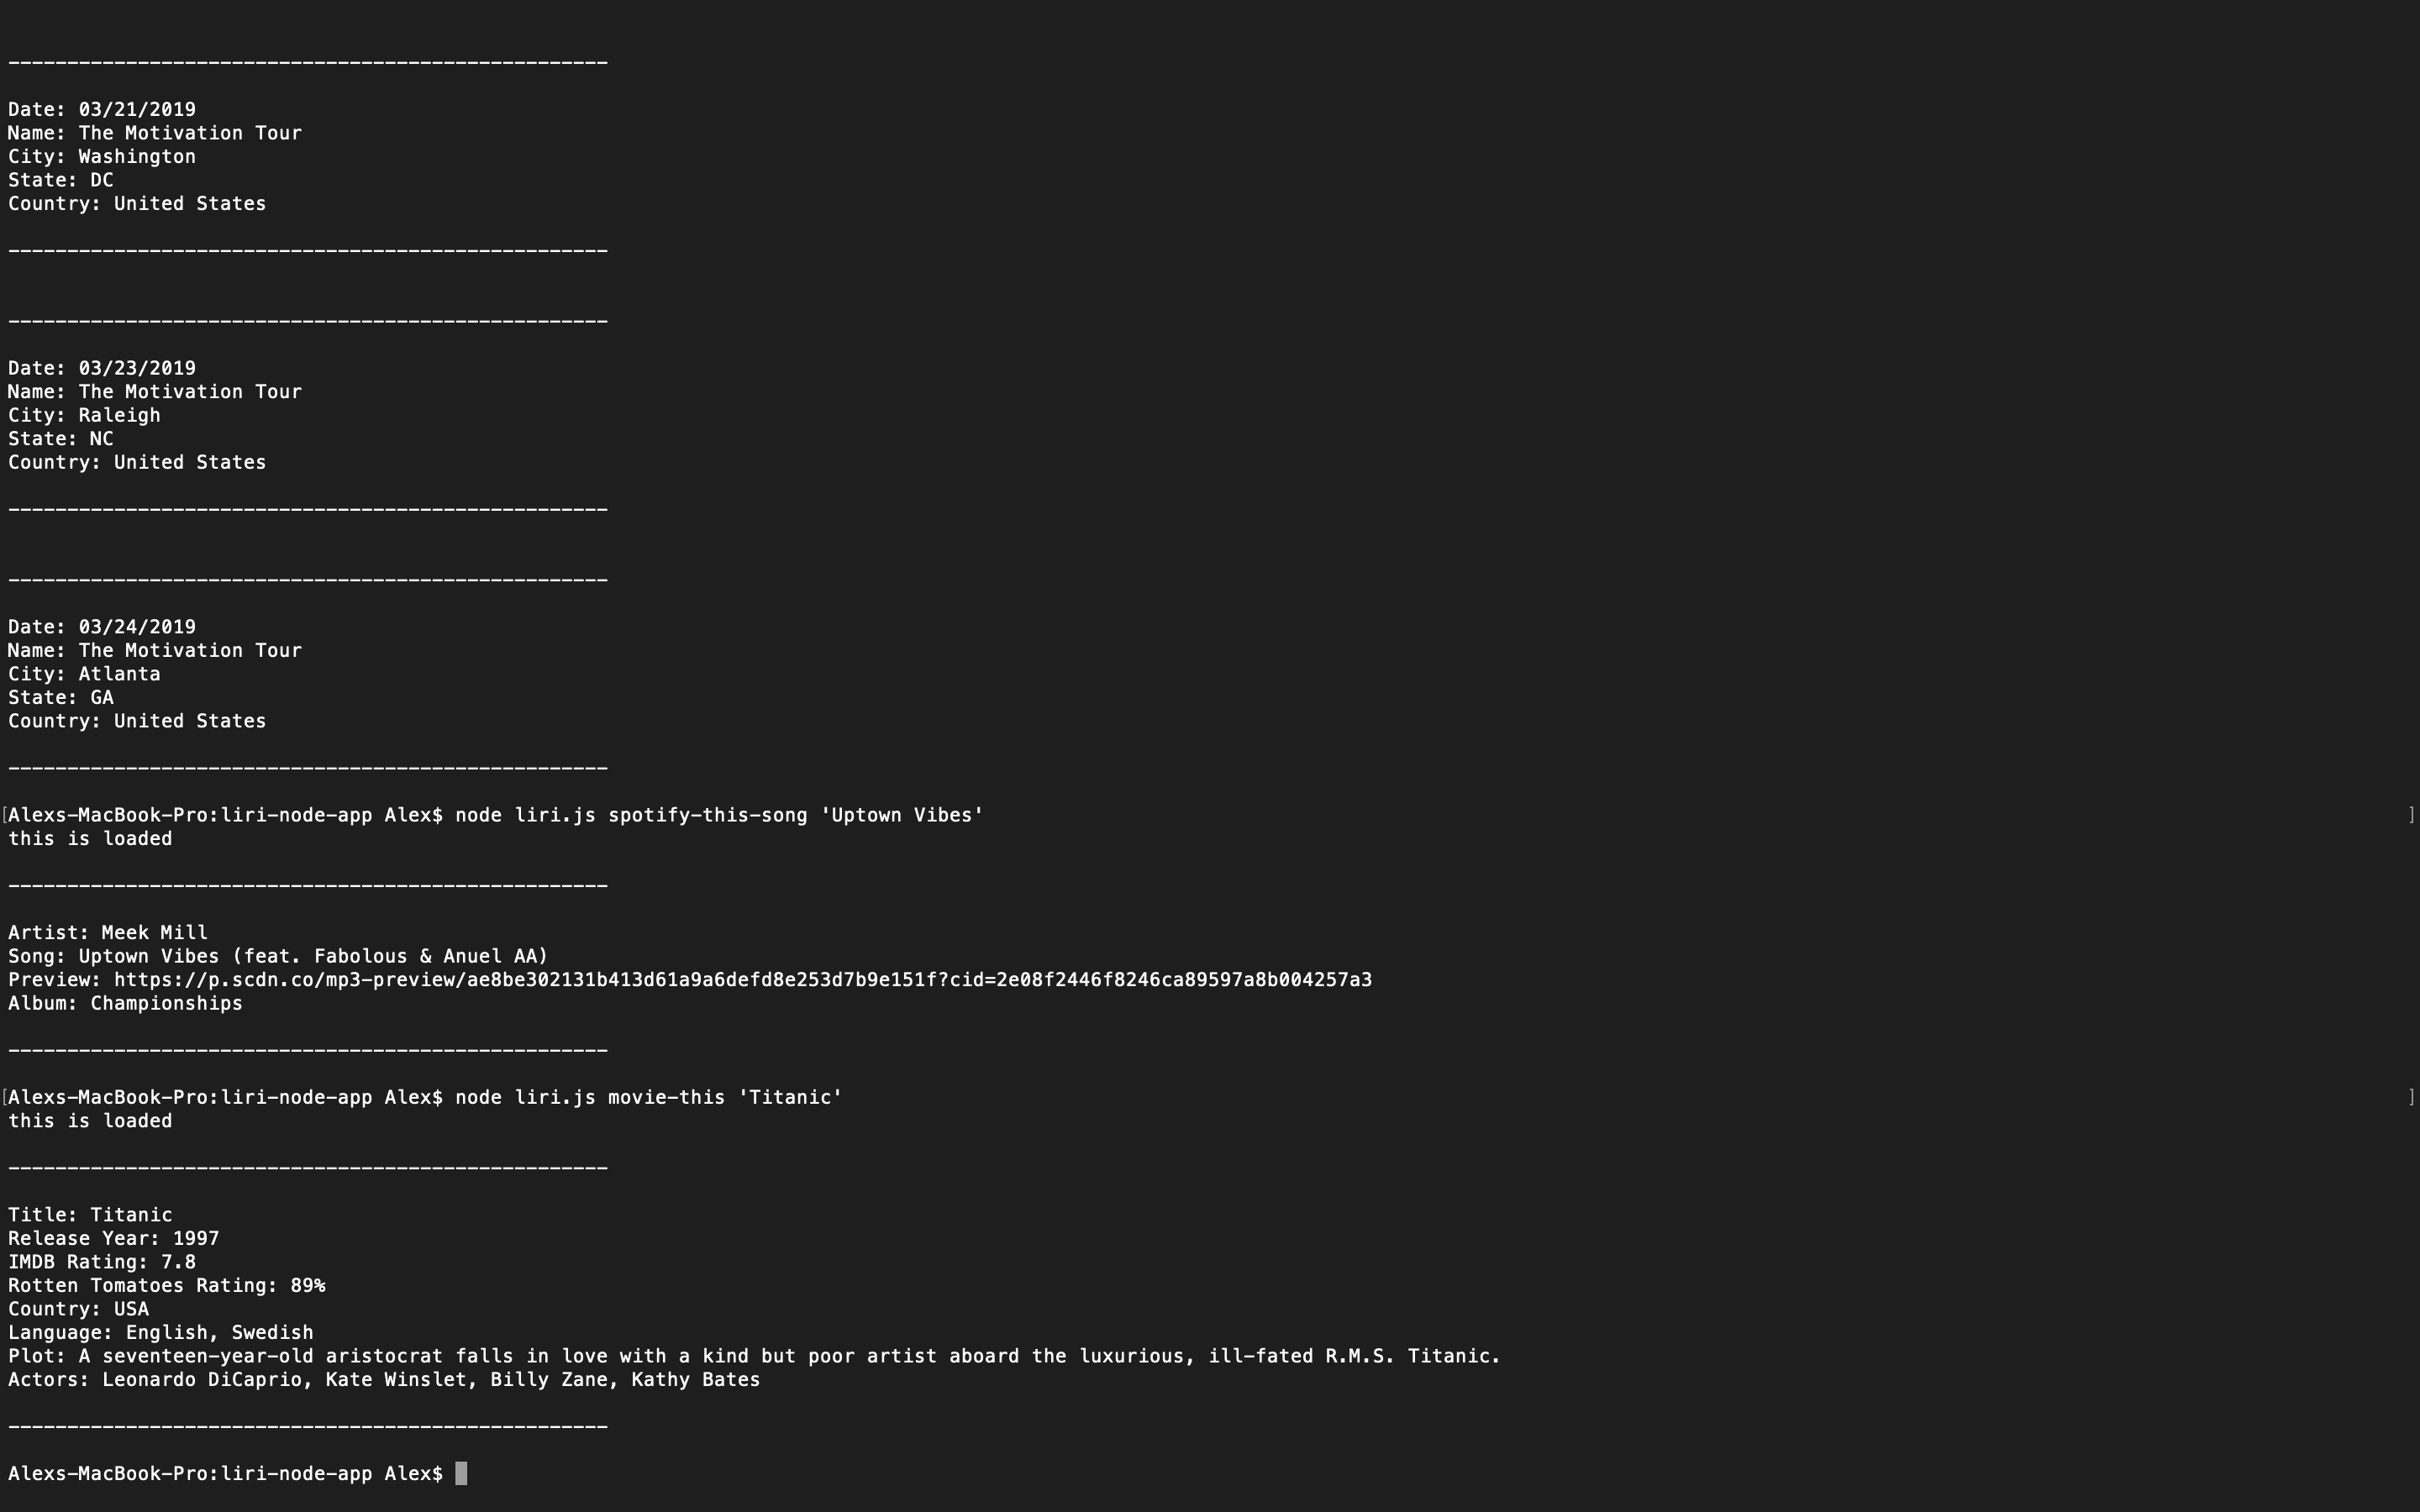 ---------------------------------------------------
Date: 03/21/2019
Name: The Motivation Tour
City: Washington
State: DC
Country: United States
---------------------------------------------------
---------------------------------------------------
Date: 03/23/2019
Name: The Motivation Tour
City: Raleigh
State: NC
Country: United States
---------------------------------------------------
---------------------------------------------------
Date: 03/24/2019
Name: The Motivation Tour
City: Atlanta
State: GA
Country: United States
---------------------------------------------------
[Alexs-MacBook-Pro:liri-node-app Alex$ node liri.js spotify-this-song 'Uptown Vibes' ]
this is loaded
---------------------------------------------------
Artist: Meek Mill
Song: Uptown Vibes (feat. Fabolous & Anuel AA)
Preview: https://p.scdn.co/mp3-preview/ae8be302131b413d61a9a6defd8e253d7b9e151f?cid=2e08f2446f8246ca89597a8b004257a3
Album: Championships
---------------------------------------------------
[Alexs-MacBook-Pro:liri-node-app Alex$ node liri.js movie-this 'Titanic' ]
this is loaded
---------------------------------------------------
Title: Titanic
Release Year: 1997
IMDB Rating: 7.8
Rotten Tomatoes Rating: 89%
Country: USA
Language: English, Swedish
Plot: A seventeen-year-old aristocrat falls in love with a kind but poor artist aboard the luxurious, ill-fated R.M.S. Titanic.
Actors: Leonardo DiCaprio, Kate Winslet, Billy Zane, Kathy Bates
---------------------------------------------------
Alexs-MacBook-Pro:liri-node-app Alex$